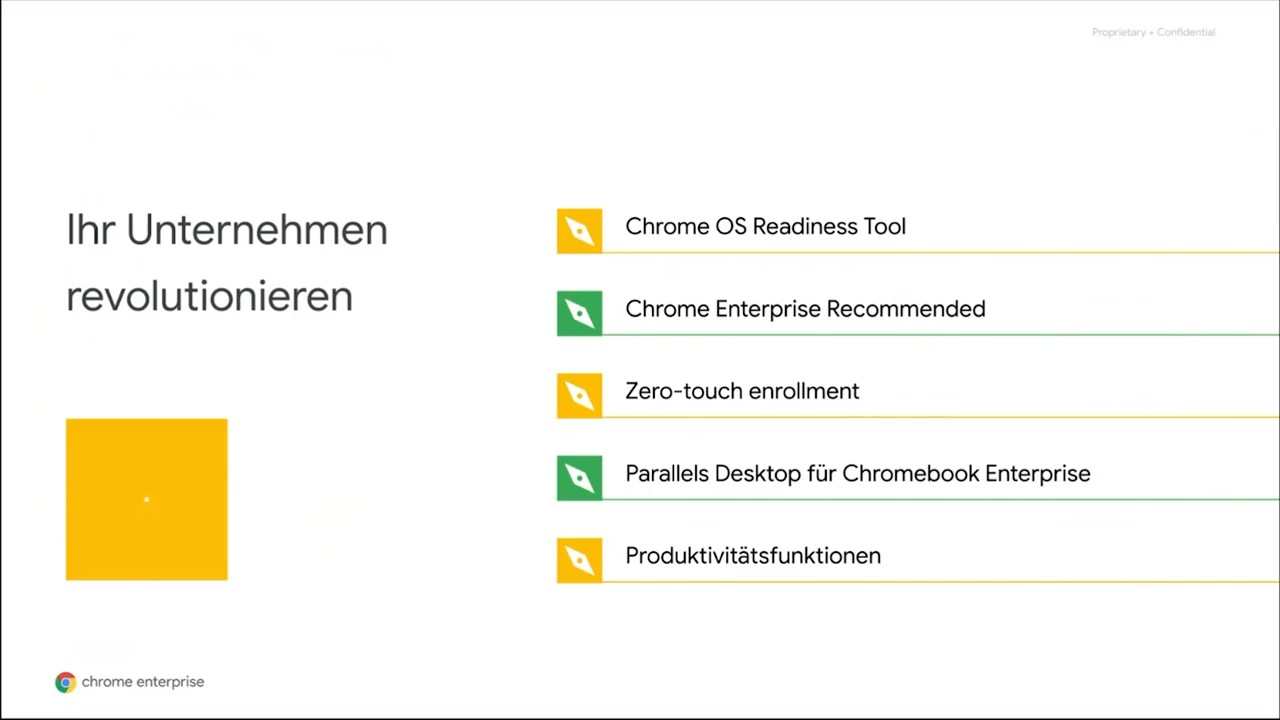 Proprietary + Confidential
Ihr Unternehmen
revolutionieren
Chrome OS Readiness Tool
Chrome Enterprise Recommended
Zero-touch enrollment
Parallels Desktop für Chromebook Enterprise
Produktivitätsfunktionen
chrome enterprise